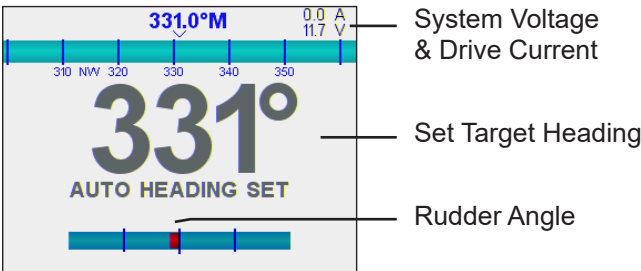 331.0°M
0.0 A
11.7 V
System Voltage
& Drive Current
310 NW 320 330 340 350
331°
Set Target Heading
AUTO HEADING SET
Rudder Angle